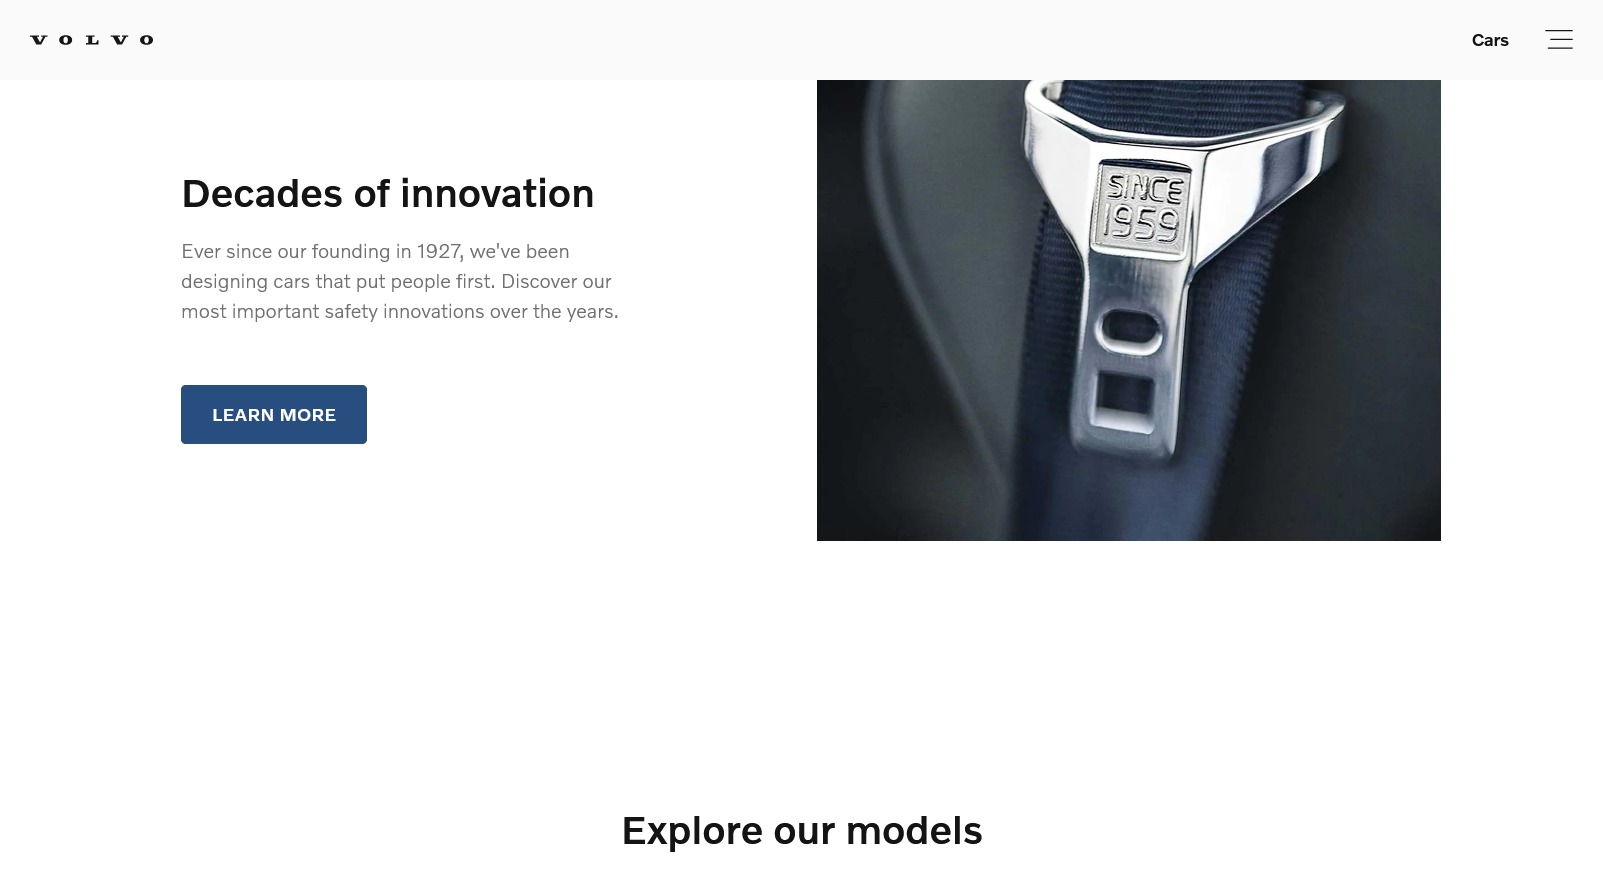 VOLVO
Cars
Decades of innovation
Ever since our founding in 1927, we've been
designing cars that put people first. Discover our
most important safety innovations over the years.
LEARN MORE
SINCE
1959
Explore our models